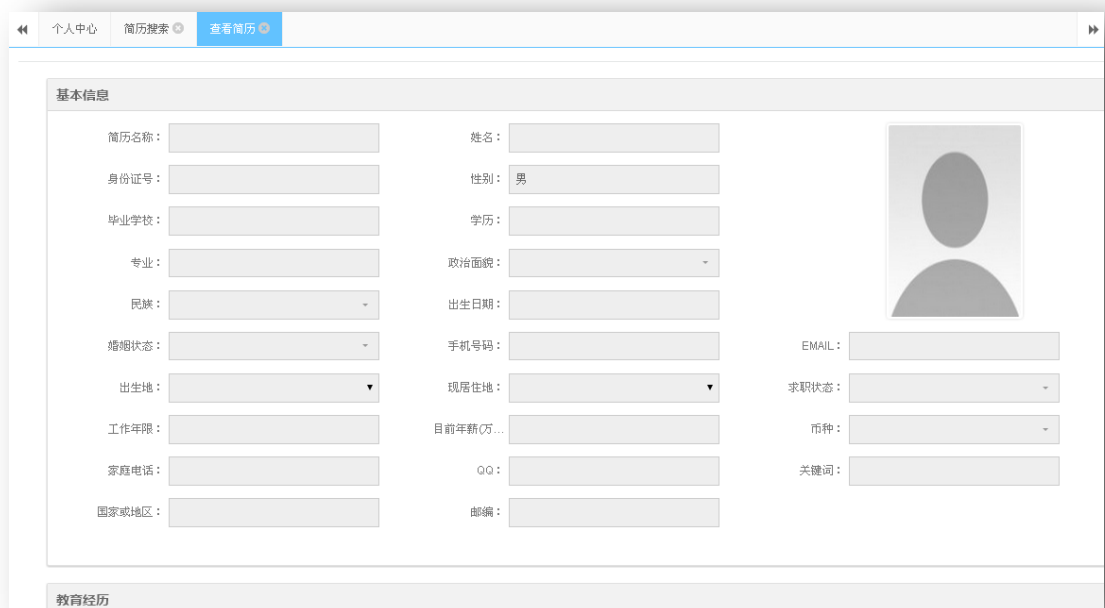 个人中心 简历搜索 查看简历
基本信息
简历名称： 姓名：
身份证号： 性别： 男
毕业学校： 学历：
专业： 政治面貌：
民族： 出生日期：
婚姻状态： 手机号码： EMAIL：
出生地： 现居住地： 求职状态：
工作年限： 目前年薪(万... 币种：
家庭电话： QQ： 关键词：
国家或地区： 邮编：
教育经历